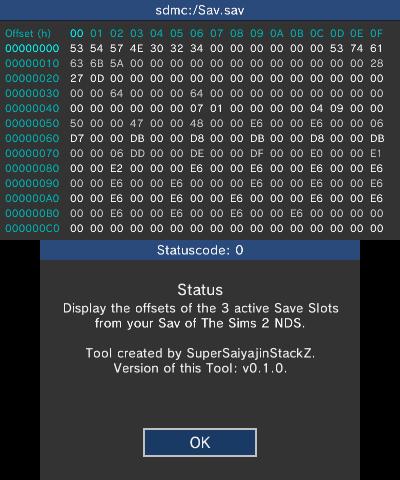 sdmc:/Sav.sav
Offset (h) 00 01 02 03 04 05 06 07 08 09 0A 0B 0C 0D 0E 0F
00000000 53 54 57 4E 30 32 34 00 00 00 00 00 00 53 74 61
00000010 63 6B 5A 00 00 00 00 00 00 00 00 00 00 00 00 28
00000020 27 0D 00 00 00 00 00 00 00 00 00 00 00 00 00 00
00000030 00 00 64 00 00 00 64 00 00 00 00 00 00 00 00 00
00000040 00 00 00 00 00 07 01 00 00 00 00 04 09 00 00
00000050 50 00 00 47 00 00 48 00 00 E6 00 00 E6 00 00 06
00000060 D7 00 00 DB 00 00 D8 00 00 DB 00 00 D8 00 00 DB
00000070 00 00 06 DD 00 00 DE 00 00 DF 00 00 E0 00 00 E1
00000080 00 00 E2 00 00 00 E6 00 00 E6 00 00 E6 00 00 E6
00000090 00 00 E6 00 00 E6 00 00 E6 00 00 E6 00 00 E6 00
000000A0 00 00 E6 00 00 E6 00 00 E6 00 00 E6 00 00 E6 00
000000B0 00 00 E6 00 00 E6 00 00 E6 00 00 E6 00 00 00 00
000000C0 00 00 00 00 00 00 00 00 00 00 00 00 00 00 00 00
Statuscode: 0
Status
Display the offsets of the 3 active Save Slots
from your Sav of The Sims 2 NDS.
Tool created by SuperSaiyajinStackZ.
Version of this Tool: v0.1.0.
OK